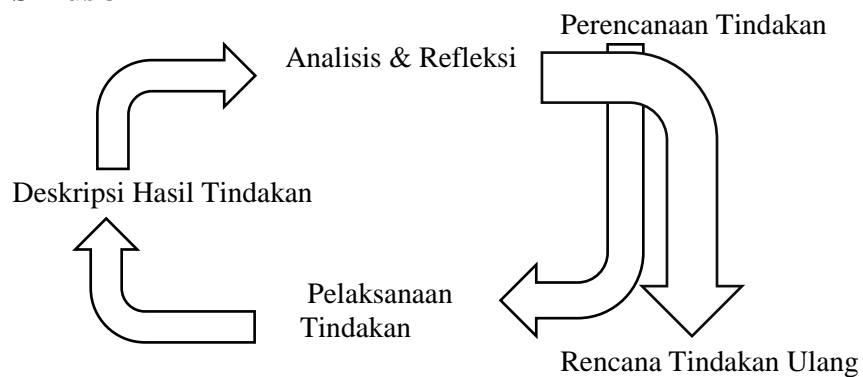 Perencanaan Tindakan
Analisis & Refleksi
Deskripsi Hasil Tindakan
Pelaksanaan
Tindakan
Rencana Tindakan Ulang